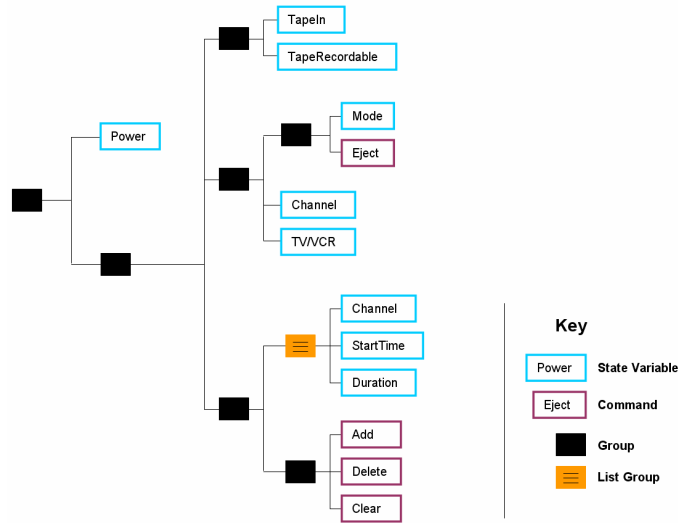 TapeIn
TapeRecordable
Power
Mode
Eject
Channel
TV/VCR
Channel
StartTime
Duration
Add
Delete
Clear
Key
Power State Variable
Eject Command
Group
List Group